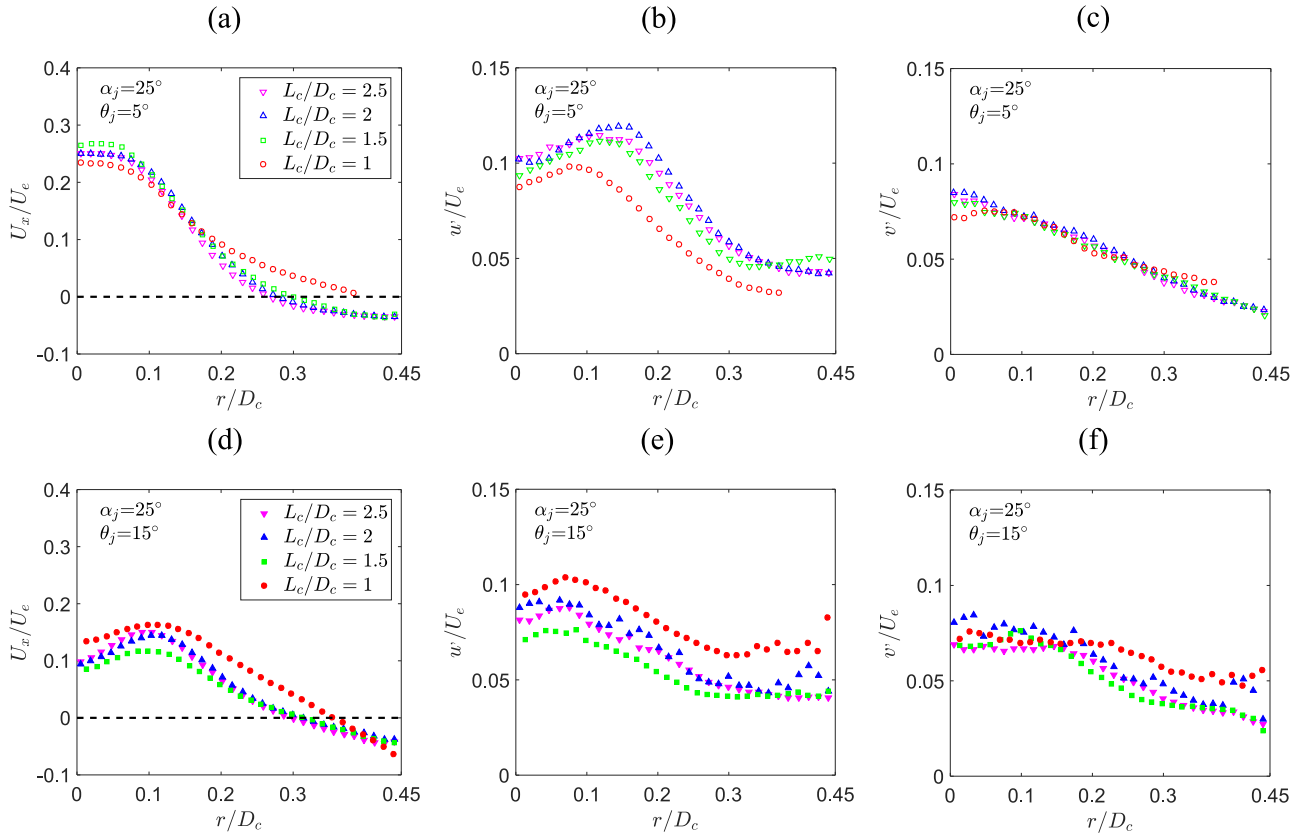 (a)
(b)
(c)
0.4
0.3
0.2
0.1
0
-0.1
U_x/U_e
α_j=25°
θ_j=5°
L_c/D_c = 2.5
L_c/D_c = 2
L_c/D_c = 1.5
L_c/D_c = 1
0
0.1
0.2
0.3
0.45
r/D_c
0.15
0.1
0.05
0
u'/U_e
α_j=25°
θ_j=5°
0
0.1
0.2
0.3
0.45
r/D_c
0.15
0.1
0.05
0
v'/U_e
α_j=25°
θ_j=5°
0
0.1
0.2
0.3
0.45
r/D_c
(d)
(e)
(f)
0.4
0.3
0.2
0.1
0
-0.1
U_x/U_e
α_j=25°
θ_j=15°
L_c/D_c = 2.5
L_c/D_c = 2
L_c/D_c = 1.5
L_c/D_c = 1
0
0.1
0.2
0.3
0.45
r/D_c
0.15
0.1
0.05
0
u'/U_e
α_j=25°
θ_j=15°
0
0.1
0.2
0.3
0.45
r/D_c
0.15
0.1
0.05
0
v'/U_e
α_j=25°
θ_j=15°
0
0.1
0.2
0.3
0.45
r/D_c